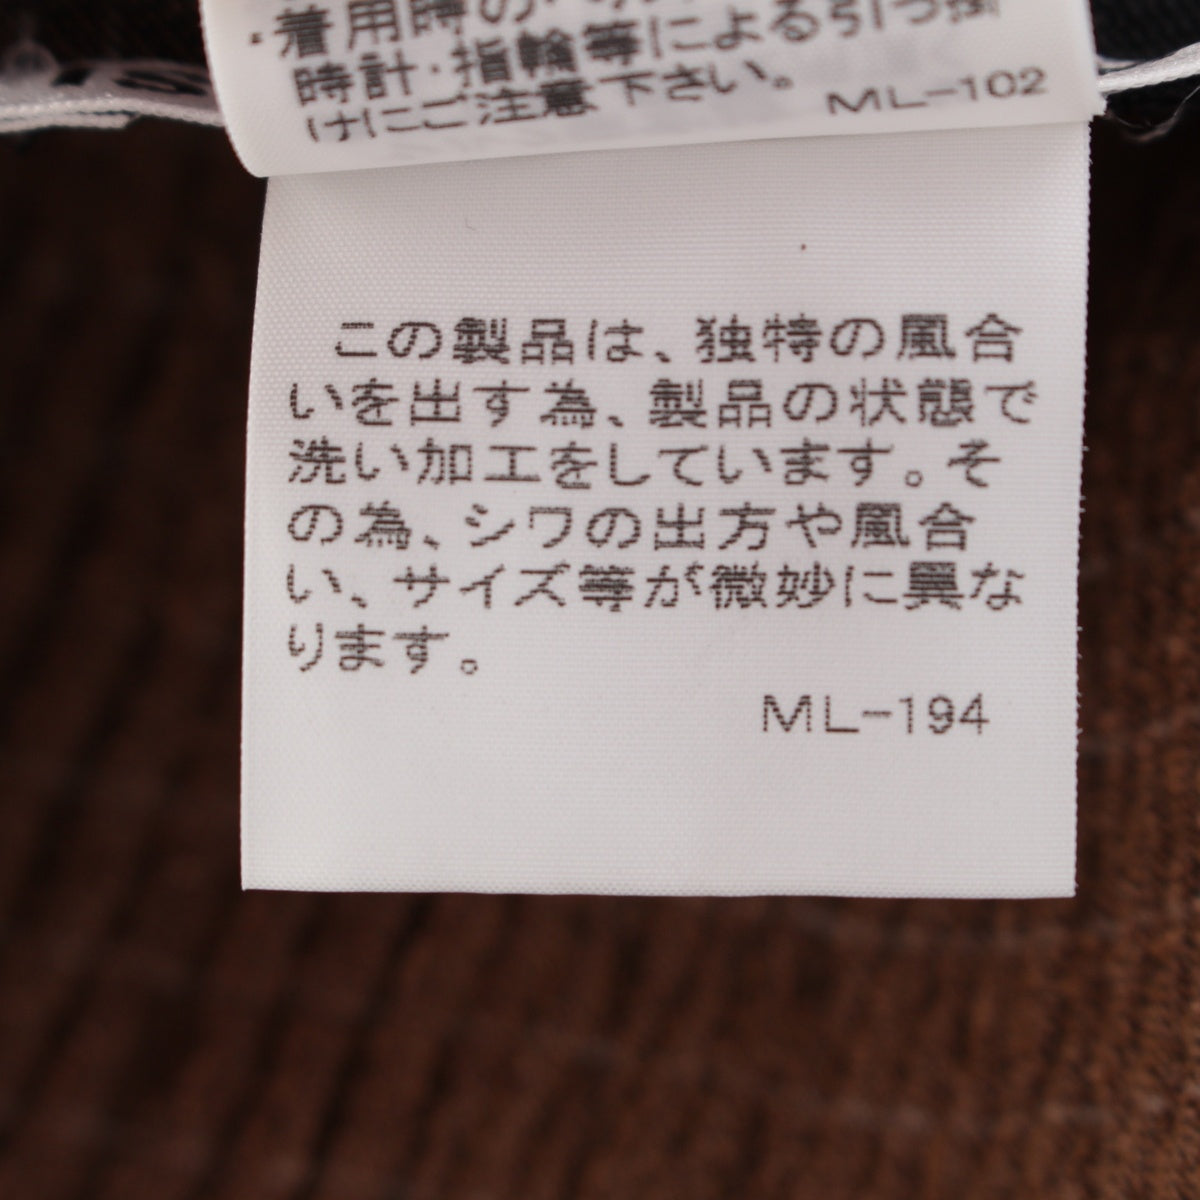 ・着用時の
時計・指輪等による引っ掛
けにご注意下さい。
ML-102
この製品は、独特の風合
いを出す為、製品の状態で
洗い加工をしています。そ
の為、シワの出方や風合
い、サイズ等が微妙に異な
ります。
ML-194